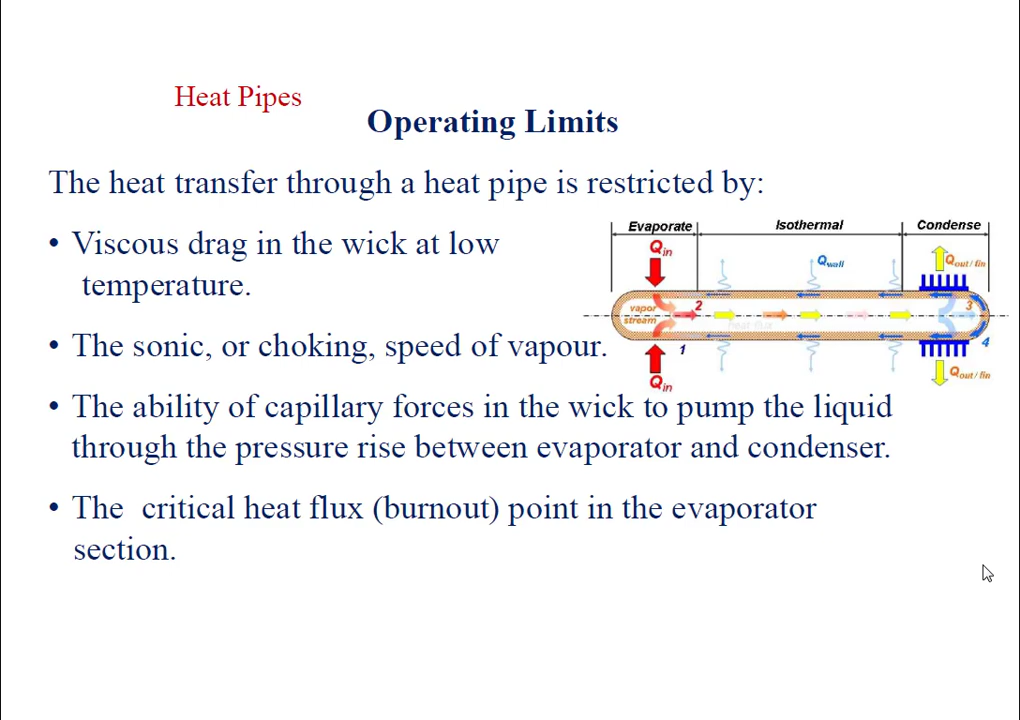 Heat Pipes
Operating Limits
The heat transfer through a heat pipe is restricted by:
• Viscous drag in the wick at low
temperature.
• The sonic, or choking, speed of vapour.
• The ability of capillary forces in the wick to pump the liquid
through the pressure rise between evaporator and condenser.
• The critical heat flux (burnout) point in the evaporator
section.
Evaporate
Isothermal
Condense
Qin
Qwall
Qout/fin
vapor
stream
2
heat flux
3
1
4
Qin
Qout/fin